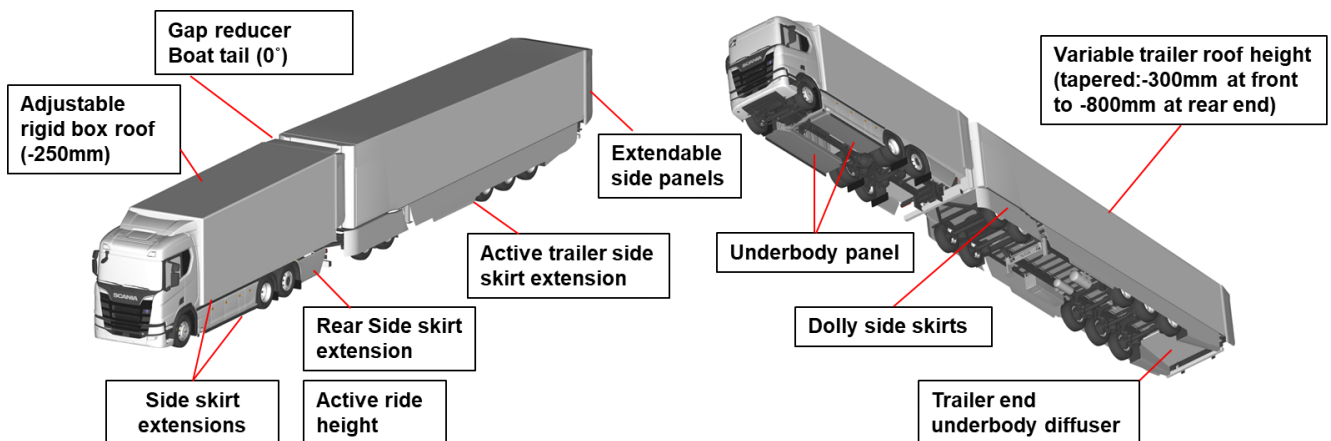 Gap reducer
Boat tail (0˚)
Adjustable
rigid box roof
(-250mm)
Extendable
side panels
Active trailer side
skirt extension
Rear Side skirt
extension
Side skirt
extensions
Active ride
height
SCANIA
Variable trailer roof height
(tapered:-300mm at front
to -800mm at rear end)
Underbody panel
Dolly side skirts
Trailer end
underbody diffuser
SCANIA